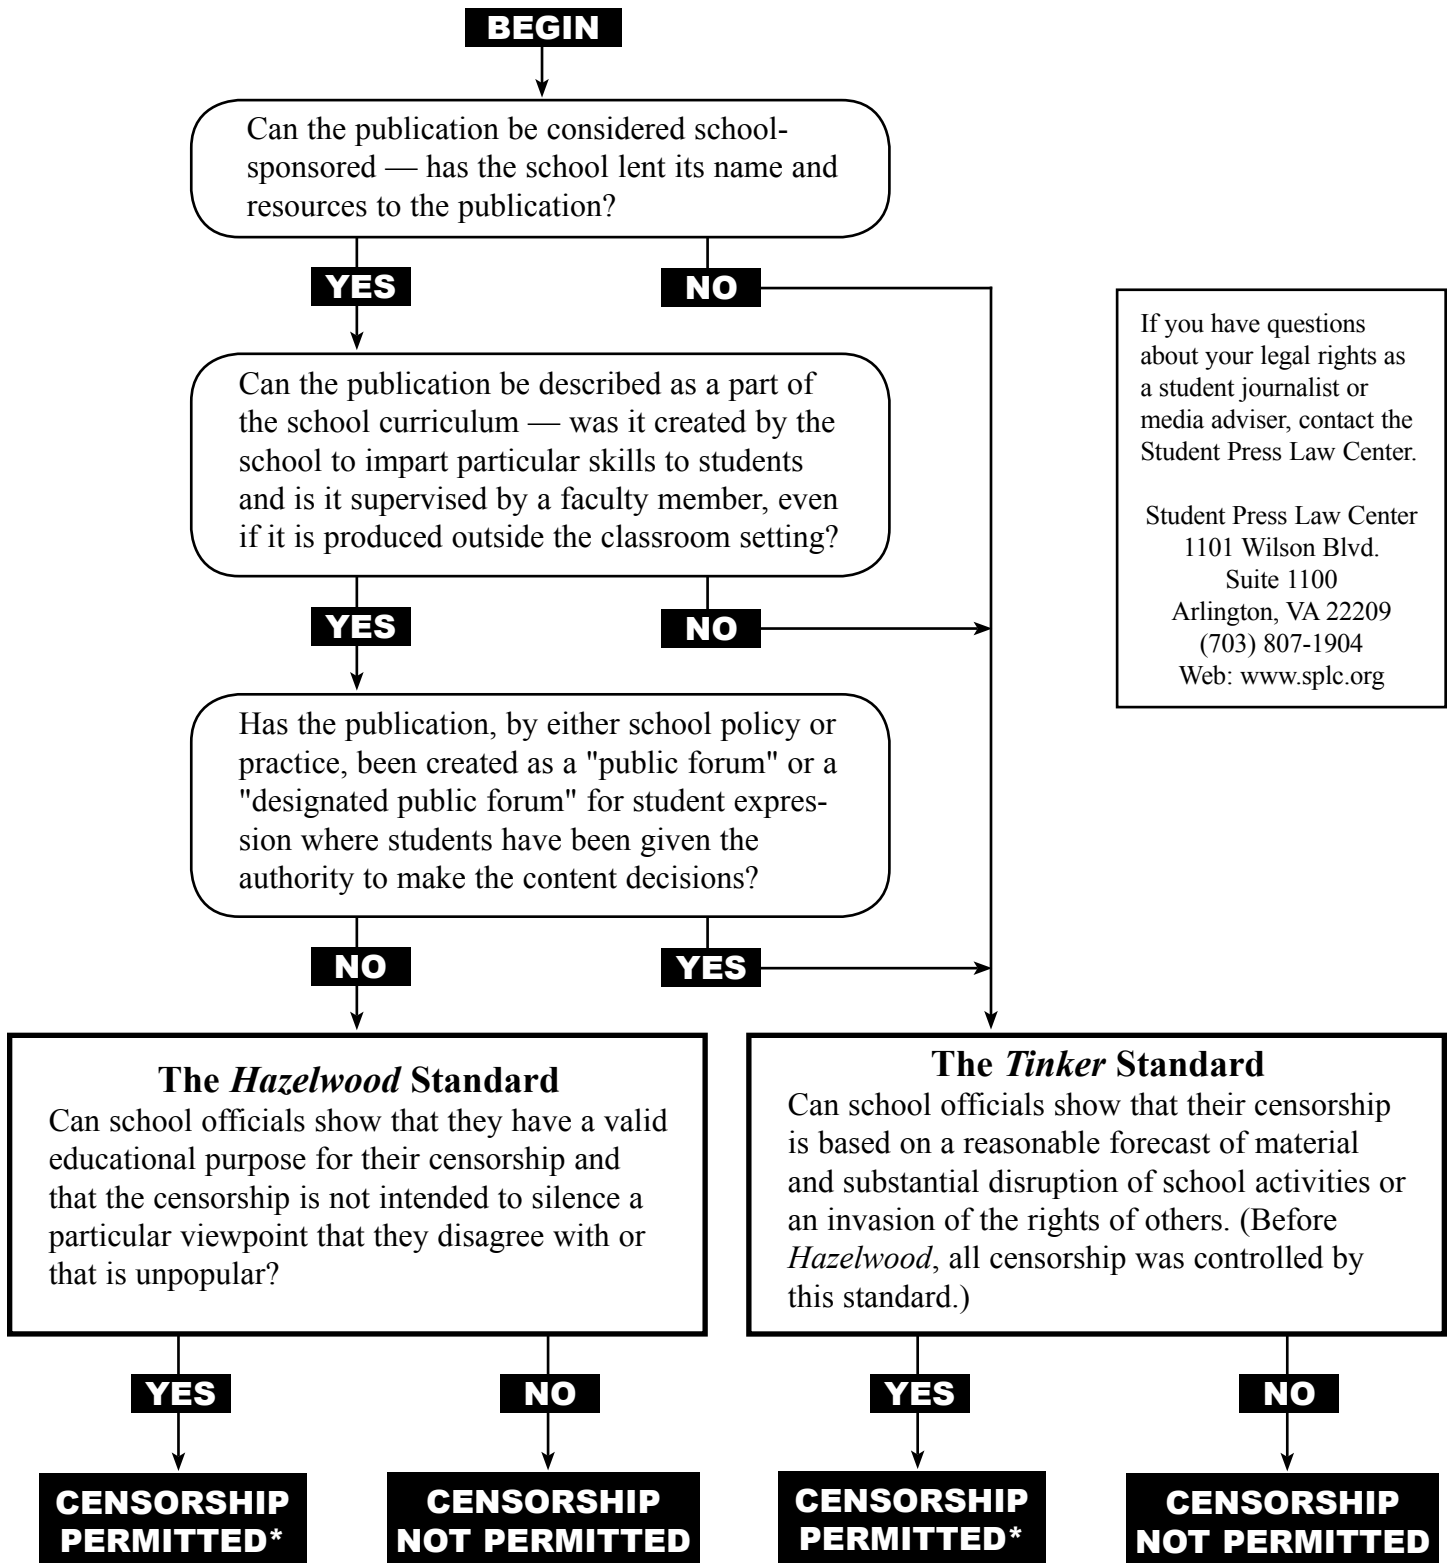 BEGIN
Can the publication be considered school-
sponsored — has the school lent its name and
resources to the publication?
YES
NO
Can the publication be described as a part of
the school curriculum — was it created by the
school to impart particular skills to students
and is it supervised by a faculty member, even
if it is produced outside the classroom setting?
YES
NO
Has the publication, by either school policy or
practice, been created as a "public forum" or a
"designated public forum" for student expres-
sion where students have been given the
authority to make the content decisions?
NO
YES
If you have questions
about your legal rights as
a student journalist or
media adviser, contact the
Student Press Law Center.
Student Press Law Center
1101 Wilson Blvd.
Suite 1100
Arlington, VA 22209
(703) 807-1904
Web: www.splc.org
The Hazelwood Standard
Can school officials show that they have a valid
educational purpose for their censorship and
that the censorship is not intended to silence a
particular viewpoint that they disagree with or
that is unpopular?
YES
NO
CENSORSHIP
PERMITTED*
CENSORSHIP
NOT PERMITTED
The Tinker Standard
Can school officials show that their censorship
is based on a reasonable forecast of material
and substantial disruption of school activities or
an invasion of the rights of others. (Before
Hazelwood, all censorship was controlled by
this standard.)
YES
NO
CENSORSHIP
PERMITTED*
CENSORSHIP
NOT PERMITTED